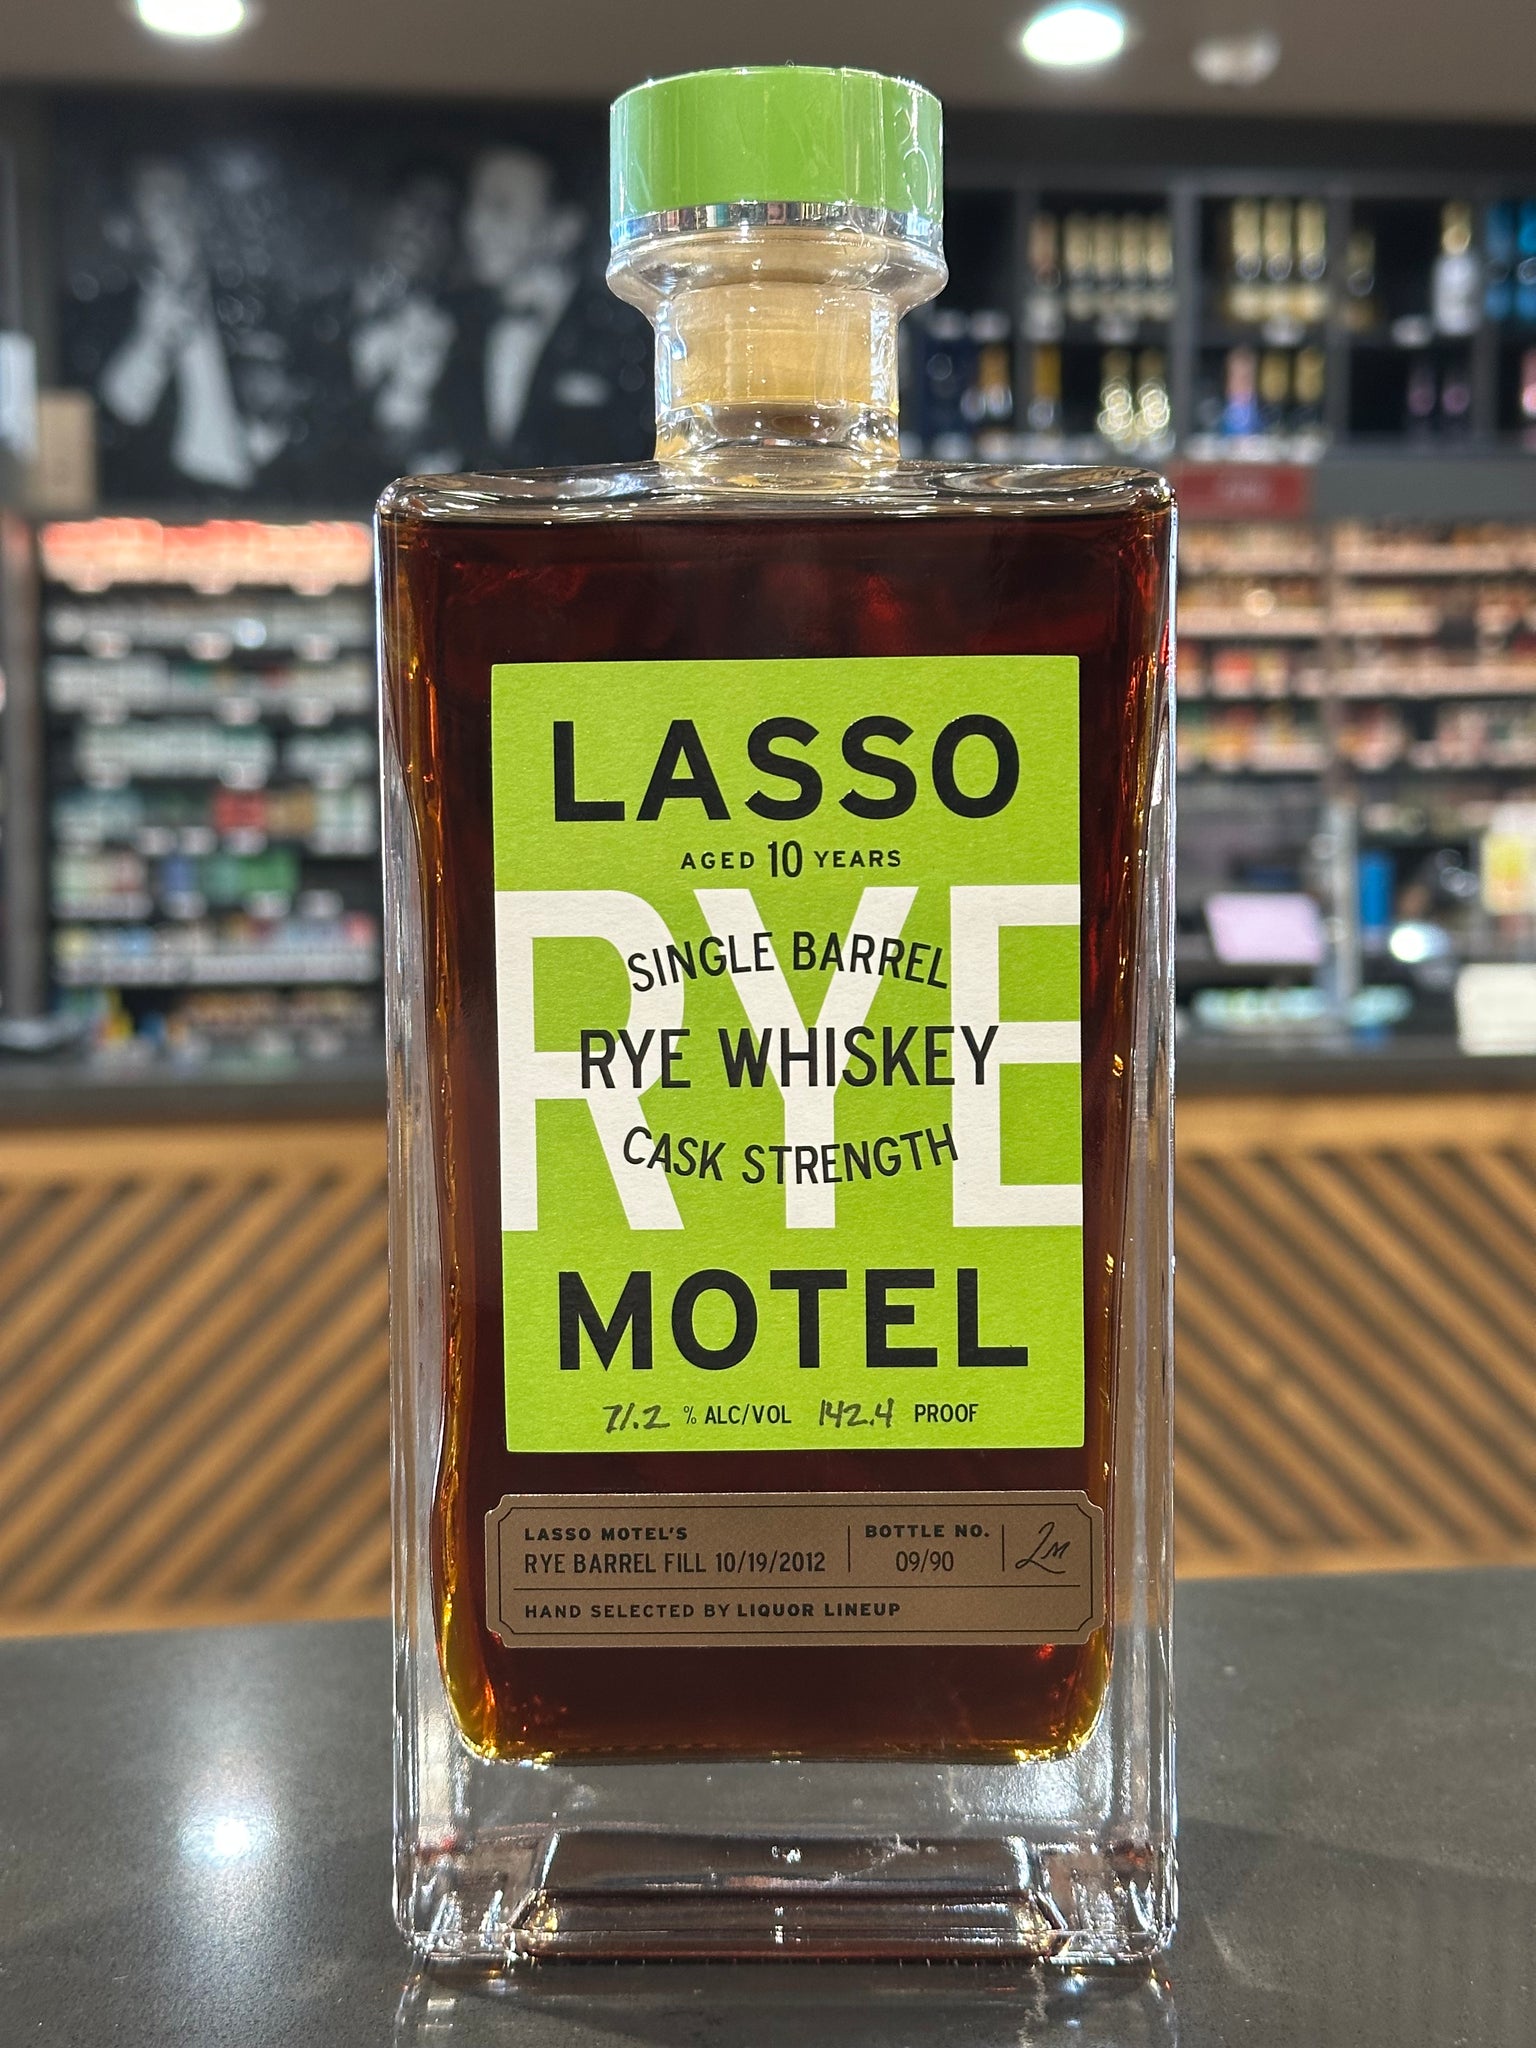 LASSO
AGED 10 YEARS
RYE
SINGLE BARREL
RYE WHISKEY
CASK STRENGTH
MOTEL
71.2 % ALC/VOL 142.4 PROOF
LASSO MOTEL'S
RYE BARREL FILL 10/19/2012
BOTTLE NO.
09/90
LM
HAND SELECTED BY LIQUOR LINEUP